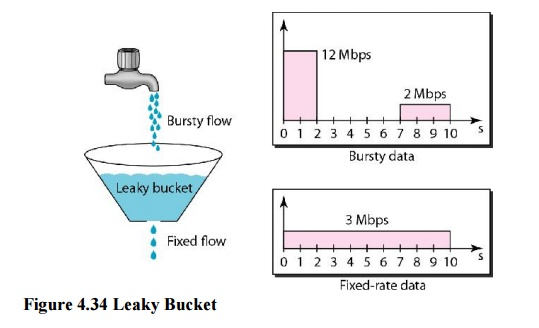 12 Mbps
2 Mbps
0 1 2 3 4 5 6 7 8 9 10 s
Bursty data
Bursty flow
Leaky bucket
Fixed flow
3 Mbps
0 1 2 3 4 5 6 7 8 9 10 s
Fixed-rate data
Figure 4.34 Leaky Bucket